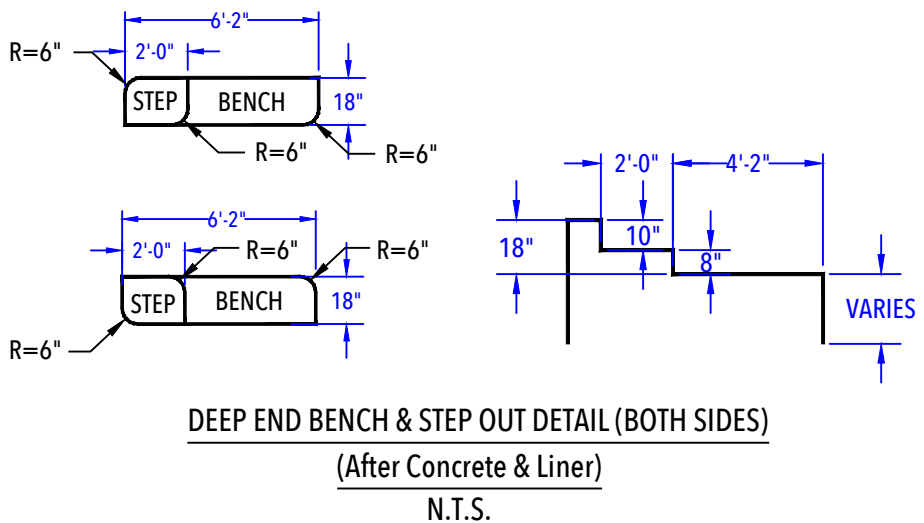 6'-2"
R=6"
2'-0"
STEP
BENCH
18"
R=6"
R=6"
6'-2"
2'-0"
R=6"
R=6"
STEP
BENCH
18"
R=6"
2'-0"
4'-2"
18"
10"
8"
VARIES
DEEP END BENCH & STEP OUT DETAIL (BOTH SIDES)
(After Concrete & Liner)
N.T.S.